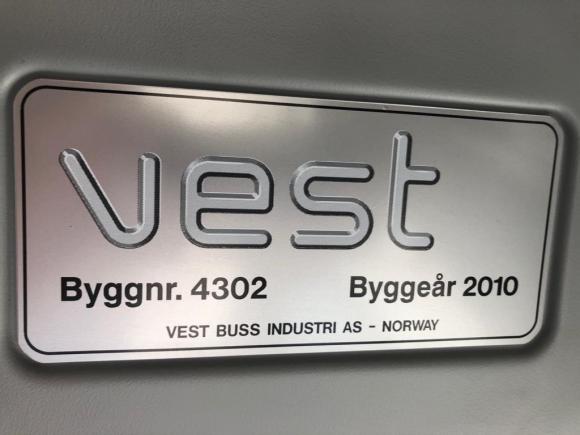 vest
Byggnr. 4302 Byggeår 2010
VEST BUSS INDUSTRI AS - NORWAY